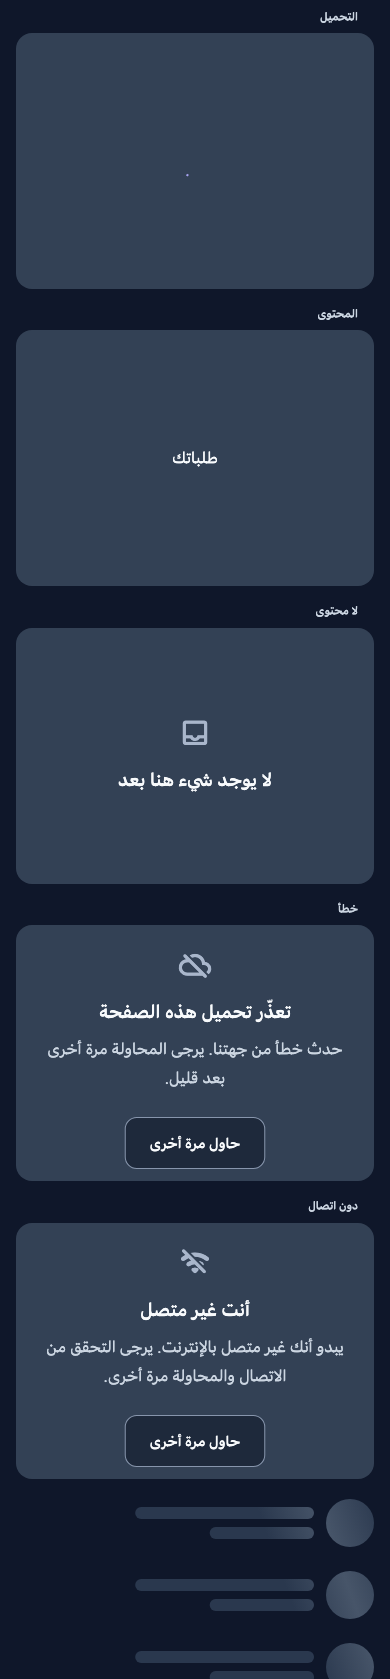 التحميل
المحتوى
طلباتك
لا محتوى
لا يوجد شيء هنا بعد
خطأ
تعذّر تحميل هذه الصفحة
حدث خطأ من جهتنا. يرجى المحاولة مرة أخرى
بعد قليل.
حاول مرة أخرى
دون اتصال
أنت غير متصل
يبدو أنك غير متصل بالإنترنت. يرجى التحقق من
الاتصال والمحاولة مرة أخرى.
حاول مرة أخرى